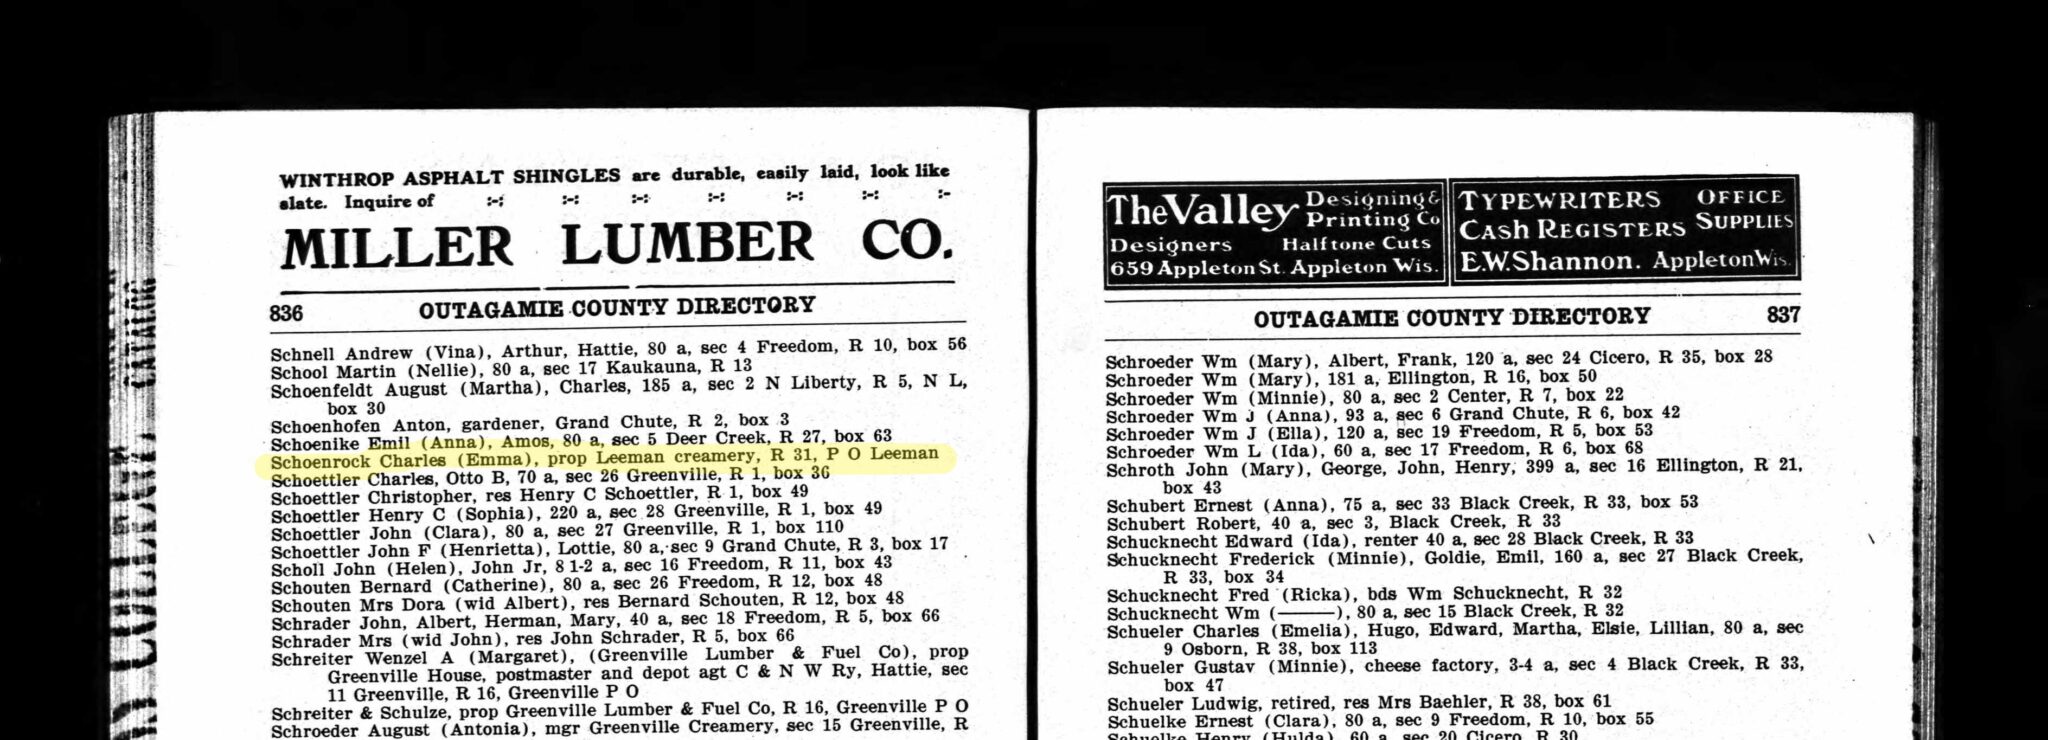 WINTHROP ASPHALT SHINGLES are durable, easily laid, look like
slate. Inquire of :-: :-: :-: :-: :-: :-: :-
MILLER LUMBER CO.
836 OUTAGAMIE COUNTY DIRECTORY
Schnell Andrew (Vina), Arthur, Hattie, 80 a, sec 4 Freedom, R 10, box 56
School Martin (Nellie), 80 a, sec 17 Kaukauna, R 13
Schoenfeldt August (Martha), Charles, 185 a, sec 2 N Liberty, R 5, N L,
box 30
Schoenhofen Anton, gardener, Grand Chute, R 2, box 3
Schoenike Emil (Anna), Amos, 80 a, sec 5 Deer Creek, R 27, box 63
Schoenrock Charles (Emma), prop Leeman creamery, R 31, P O Leeman
Schoettler Charles, Otto B, 70 a, sec 26 Greenville, R 1, box 36
Schoettler Christopher, res Henry C Schoettler, R 1, box 49
Schoettler Henry C (Sophia), 220 a, sec 28 Greenville, R 1, box 49
Schoettler John (Clara), 80 a, sec 27 Greenville, R 1, box 110
Schoettler John F (Henrietta), Lottie, 80 a, sec 9 Grand Chute, R 3, box 17
Scholl John (Helen), John Jr, 8 1-2 a, sec 16 Freedom, R 11, box 43
Schouten Bernard (Catherine), 80 a, sec 26 Freedom, R 12, box 48
Schouten Mrs Dora (wid Albert), res Bernard Schouten, R 12, box 48
Schrader John, Albert, Herman, Mary, 40 a, sec 18 Freedom, R 5, box 66
Schrader Mrs (wid John), res John Schrader, R 5, box 66
Schreiter Wenzel A (Margaret), (Greenville Lumber & Fuel Co), prop
Greenville House, postmaster and depot agt C & N W Ry, Hattie, sec
11 Greenville, R 16, Greenville P O
Schreiter & Schulze, prop Greenville Lumber & Fuel Co, R 16, Greenville P O
Schroeder August (Antonia), mgr Greenville Creamery, sec 15 Greenville, R
The Valley Designing &
Printing Co
Designers Halftone Cuts
659 Appleton St. Appleton Wis.
TYPEWRITERS OFFICE
CASH REGISTERS SUPPLIES
E.W. Shannon. Appleton Wis.
OUTAGAMIE COUNTY DIRECTORY 837
Schroeder Wm (Mary), Albert, Frank, 120 a, sec 24 Cicero, R 35, box 28
Schroeder Wm (Mary), 181 a, Ellington, R 16, box 50
Schroeder Wm (Minnie), 80 a, sec 2 Center, R 7, box 22
Schroeder Wm J (Anna), 93 a, sec 6 Grand Chute, R 6, box 42
Schroeder Wm J (Ella), 120 a, sec 19 Freedom, R 5, box 53
Schroeder Wm L (Ida), 60 a, sec 17 Freedom, R 6, box 68
Schroth John (Mary), George, John, Henry, 399 a, sec 16 Ellington, R 21,
box 43
Schubert Ernest (Anna), 75 a, sec 33 Black Creek, R 33, box 53
Schubert Robert, 40 a, sec 3, Black Creek, R 33
Schucknecht Edward (Ida), renter 40 a, sec 28 Black Creek, R 33
Schucknecht Frederick (Minnie), Goldie, Emil, 160 a, sec 27 Black Creek,
R 33, box 34
Schucknecht Fred (Ricka), bds Wm Schucknecht, R 32
Schucknecht Wm (———), 80 a, sec 15 Black Creek, R 32
Schueler Charles (Emelia), Hugo, Edward, Martha, Elsie, Lillian, 80 a, sec
9 Osborn, R 38, box 113
Schueler Gustav (Minnie), cheese factory, 3-4 a, sec 4 Black Creek, R 33,
box 47
Schueler Ludwig, retired, res Mrs Baehler, R 38, box 61
Schuelke Ernest (Clara), 80 a, sec 9 Freedom, R 10, box 55
Schuelke Henry (Hulda), 60 a, sec 20 Cicero, R 30